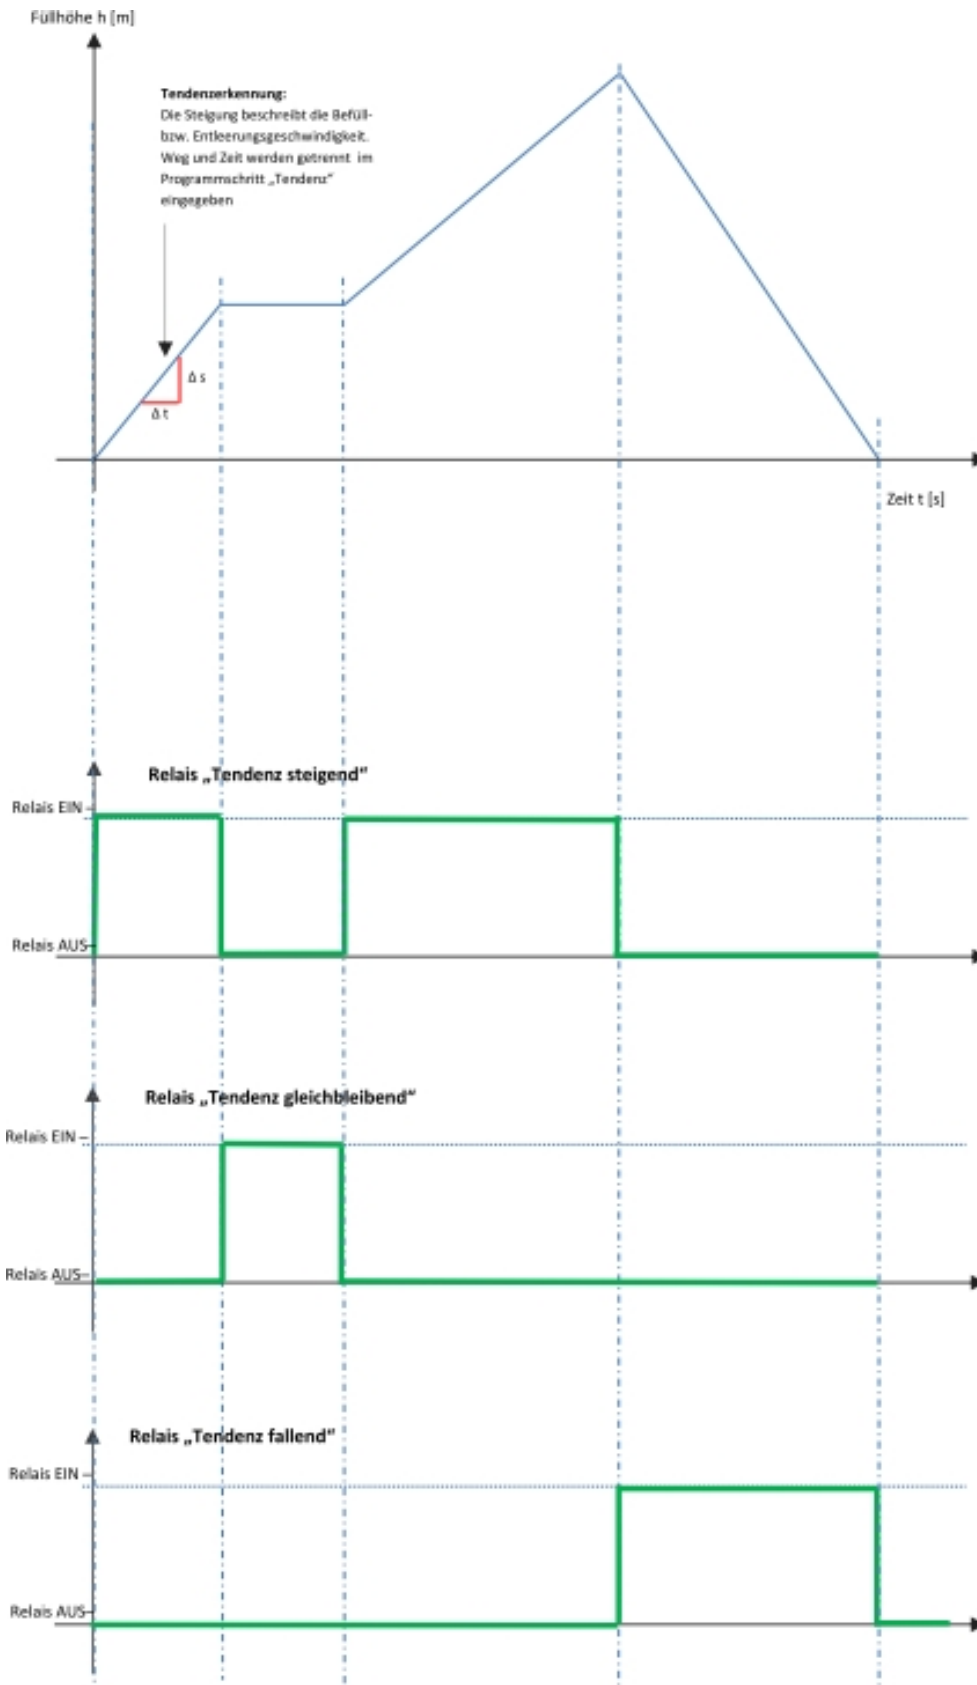 Füllhöhe h [m]
Tendenzerkennung:
Die Steigung beschreibt die Befüll-
bzw. Entleerungsgeschwindigkeit.
Weg und Zeit werden getrennt im
Programmschritt „Tendenz“
eingegeben
Δ s
Δ t
Zeit t [s]
Relais „Tendenz steigend“
Relais EIN
Relais AUS
Relais „Tendenz gleichbleibend“
Relais EIN
Relais AUS
Relais „Tendenz fallend“
Relais EIN
Relais AUS